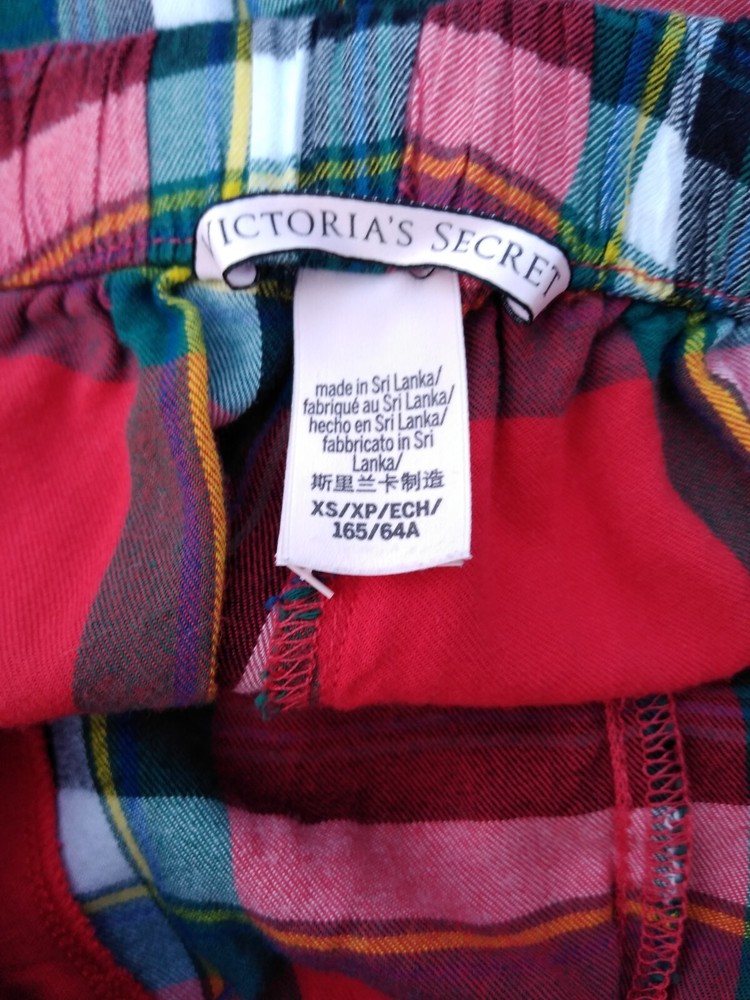 VICTORIA'S SECRET
made in Sri Lanka/
fabriqué au Sri Lanka/
hecho en Sri Lanka/
fabbricato in Sri
Lanka/
斯里兰卡制造
XS/XP/ECH/
165/64A